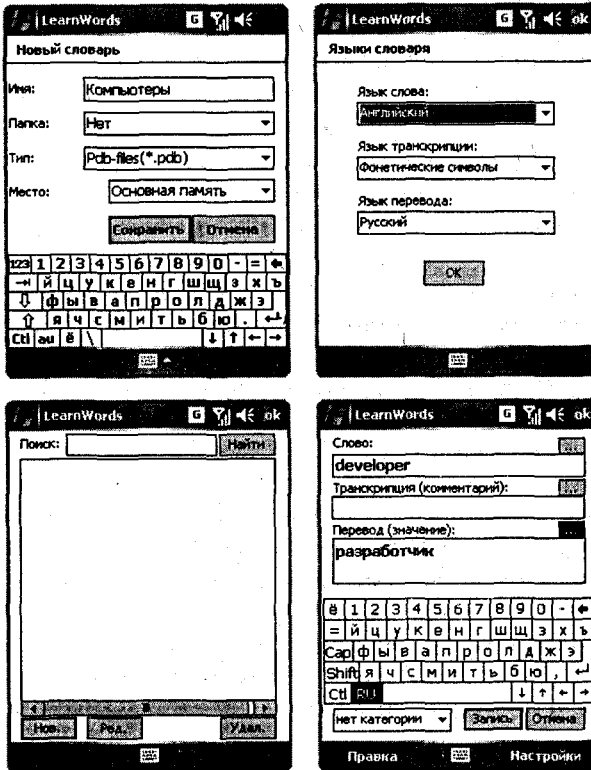 LearnWords G
Новый словарь
Имя: Компьютеры
Папка: Нет
Тип: Pdb-files(*.pdb)
Место: Основная память
Сохранить Отмена
123 1 2 3 4 5 6 7 8 9 0 - =
й ц у к е н г ш щ з х ъ
ф ы в а п р о л д ж э
я ч с м и т ь б ю .
Ctl au ё \
LearnWords G ok
Языки словаря
Язык слова:
Английский
Язык транскрипции:
Фонетические символы
Язык перевода:
Русский
OK
LearnWords G ok
Поиск: Найти
Нов. Ред. Удал.
LearnWords G ok
Слово: ...
developer
Транскрипция (комментарий): ...
Перевод (значение): ...
разработчик
ё 1 2 3 4 5 6 7 8 9 0 -
= й ц у к е н г ш щ з х ъ
Cap ф ы в а п р о л д ж э
Shift я ч с м и т ь б ю ,
Ctl RU
нет категории Запись Отмена
Правка Настройки